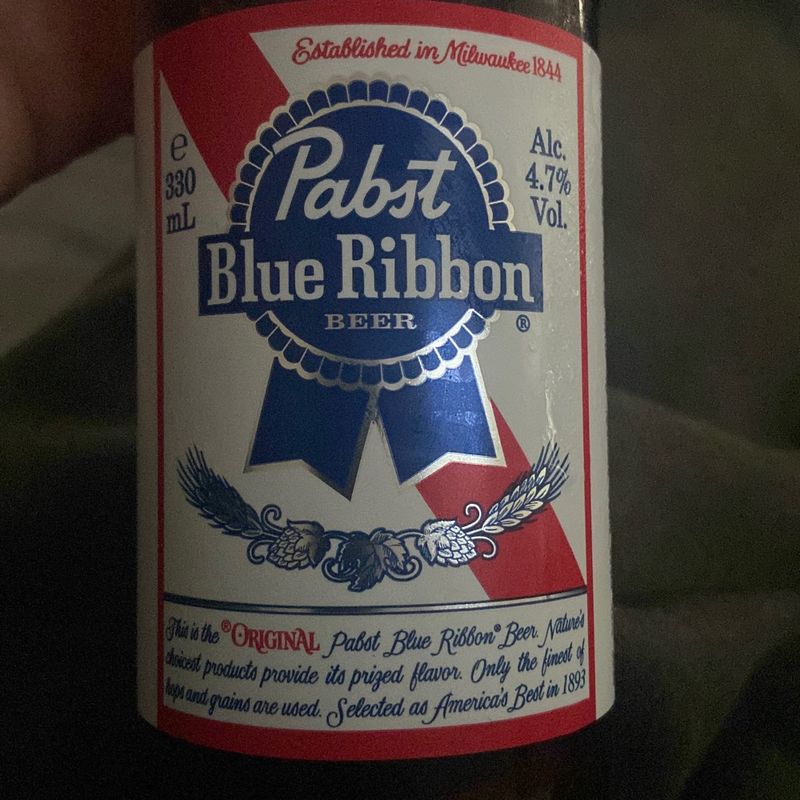 Established in Milwaukee 1844
e
330
mL
Alc.
4.7%
Vol.
Pabst
Blue Ribbon
BEER
®
This is the ®ORIGINAL Pabst Blue Ribbon® Beer. Nature's
choicest products provide its prized flavor. Only the finest of
hops and grains are used. Selected as America's Best in 1893